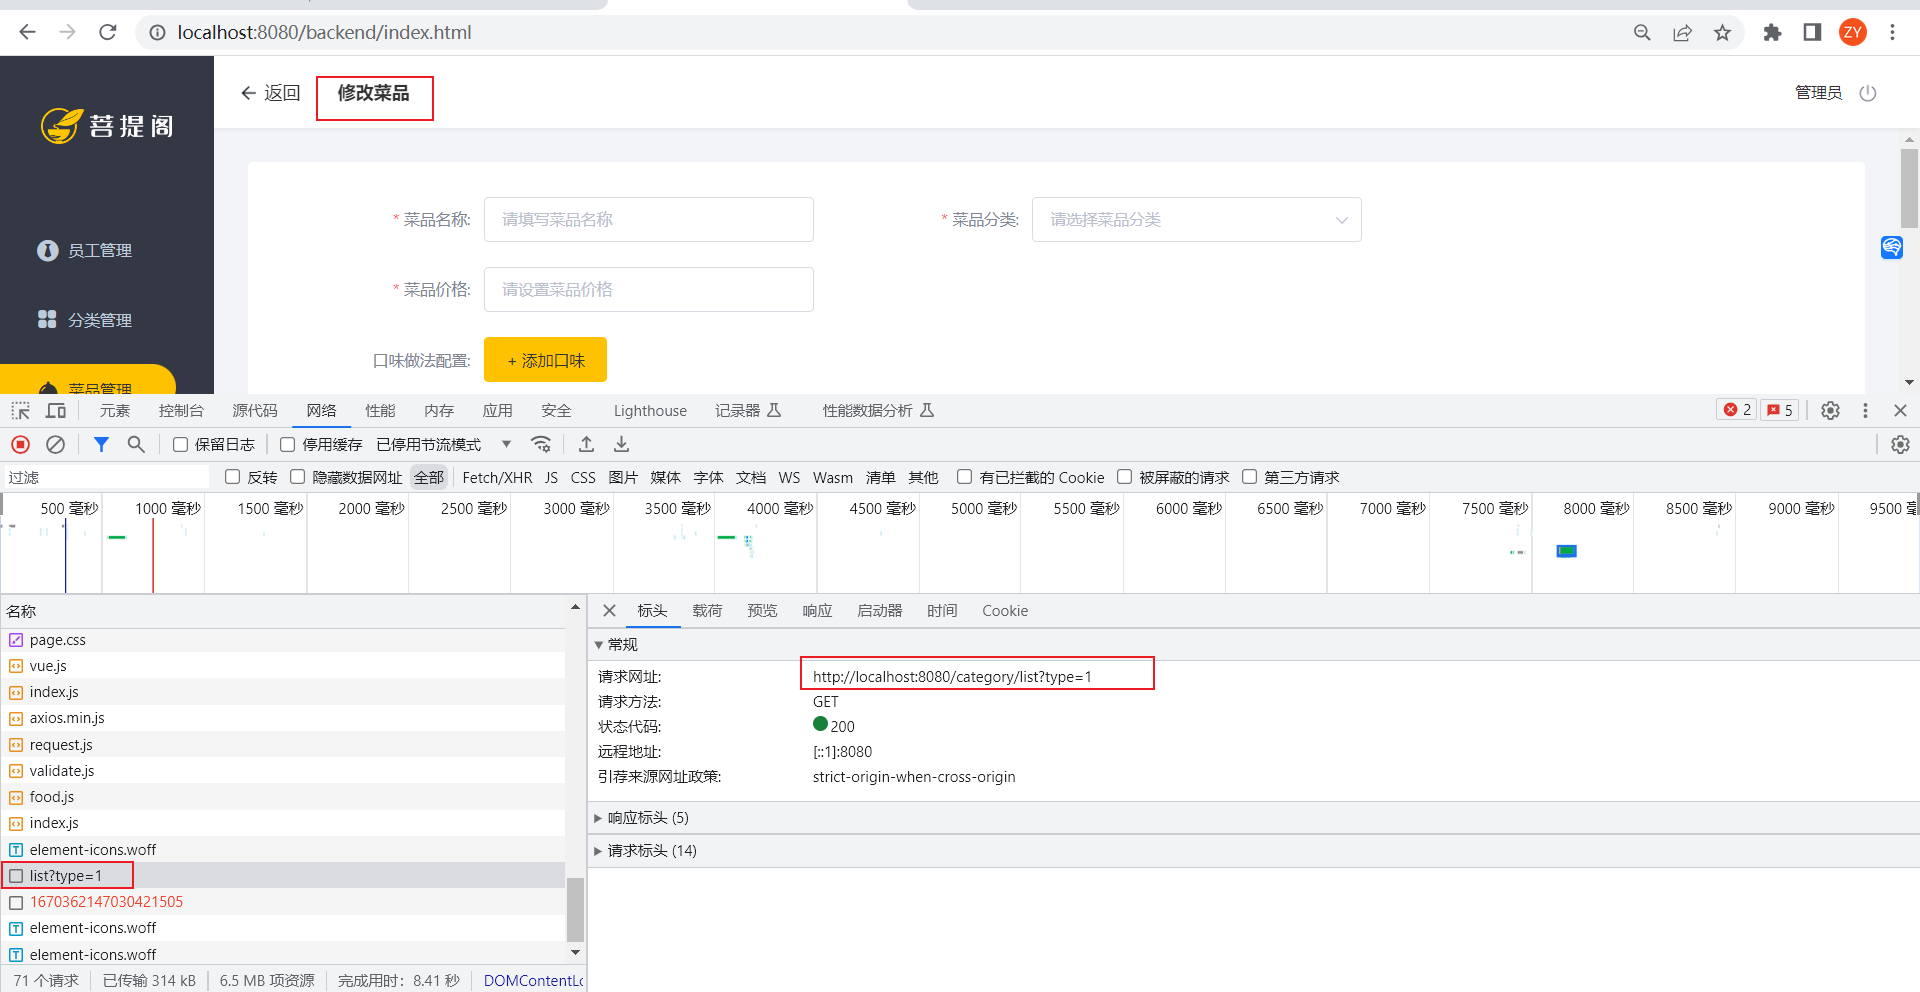 localhost:8080/backend/index.html
ZY
菩提阁
返回 修改菜品 管理员
员工管理
分类管理
菜品管理
* 菜品名称: 请填写菜品名称 * 菜品分类: 请选择菜品分类
* 菜品价格: 请设置菜品价格
口味做法配置: + 添加口味
元素 控制台 源代码 网络 性能 内存 应用 安全 Lighthouse 记录器 性能数据分析 2 5
保留日志 停用缓存 已停用节流模式
过滤 反转 隐藏数据网址 全部 Fetch/XHR JS CSS 图片 媒体 字体 文档 WS Wasm 清单 其他 有已拦截的 Cookie 被屏蔽的请求 第三方请求
500 毫秒 1000 毫秒 1500 毫秒 2000 毫秒 2500 毫秒 3000 毫秒 3500 毫秒 4000 毫秒 4500 毫秒 5000 毫秒 5500 毫秒 6000 毫秒 6500 毫秒 7000 毫秒 7500 毫秒 8000 毫秒 8500 毫秒 9000 毫秒 9500
名称
page.css
vue.js
index.js
axios.min.js
request.js
validate.js
food.js
index.js
element-icons.woff
list?type=1
1670362147030421505
element-icons.woff
element-icons.woff
71 个请求 已传输 314 kB 6.5 MB 项资源 完成用时: 8.41 秒 DOMContentLo
标头 载荷 预览 响应 启动器 时间 Cookie
常规
请求网址: http://localhost:8080/category/list?type=1
请求方法: GET
状态代码: 200
远程地址: [::1]:8080
引荐来源网址政策: strict-origin-when-cross-origin
响应标头 (5)
请求标头 (14)